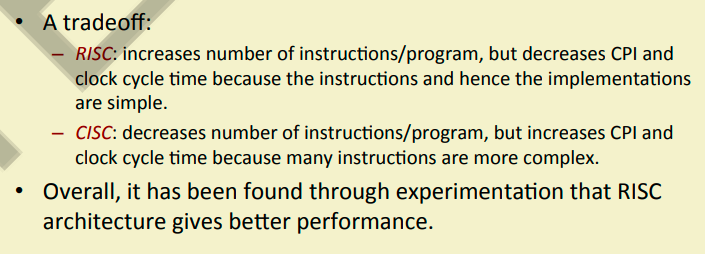 • A tradeoff:
– RISC: increases number of instructions/program, but decreases CPI and
clock cycle time because the instructions and hence the implementations
are simple.
– CISC: decreases number of instructions/program, but increases CPI and
clock cycle time because many instructions are more complex.
• Overall, it has been found through experimentation that RISC
architecture gives better performance.